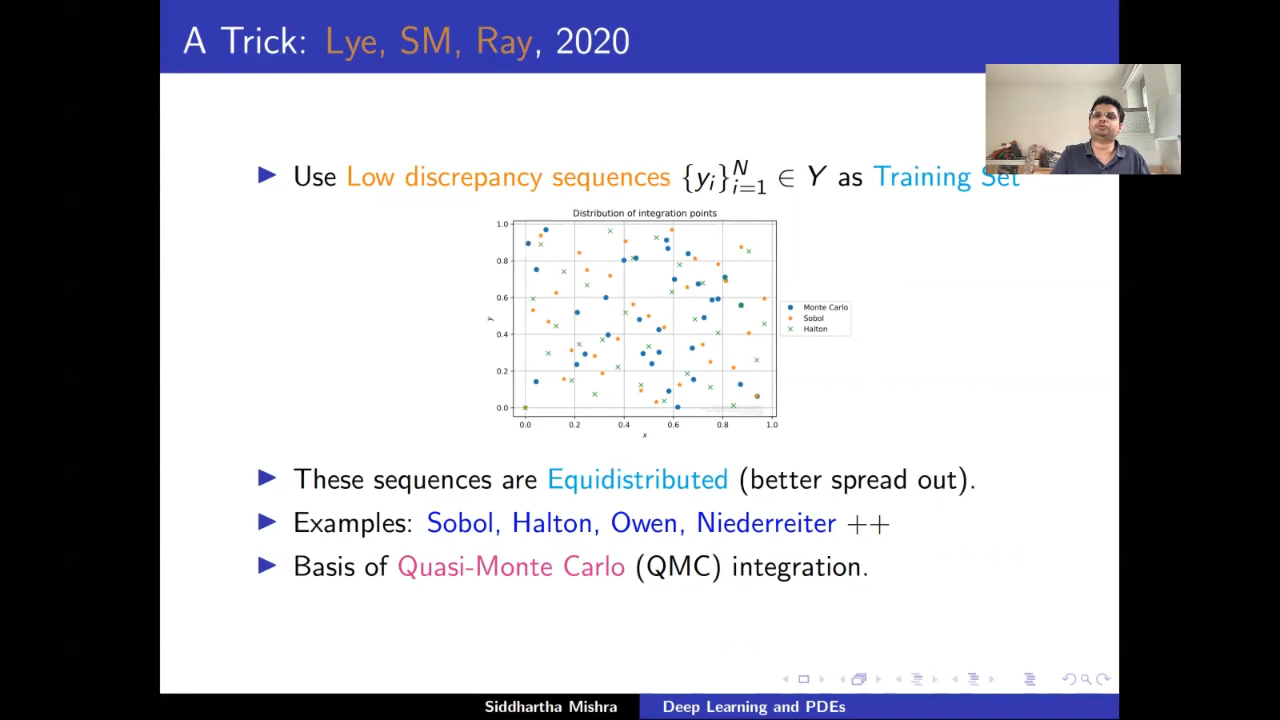 A Trick: Lye, SM, Ray, 2020
Use Low discrepancy sequences {y_i}_{i=1}^N ∈ Y as Training Set
Distribution of integration points
1.0
0.8
0.6
0.4
0.2
0.0
y
0.0 0.2 0.4 0.6 0.8 1.0
x
Monte Carlo
Sobol
Halton
These sequences are Equidistributed (better spread out).
Examples: Sobol, Halton, Owen, Niederreiter ++
Basis of Quasi-Monte Carlo (QMC) integration.
Siddhartha Mishra Deep Learning and PDEs